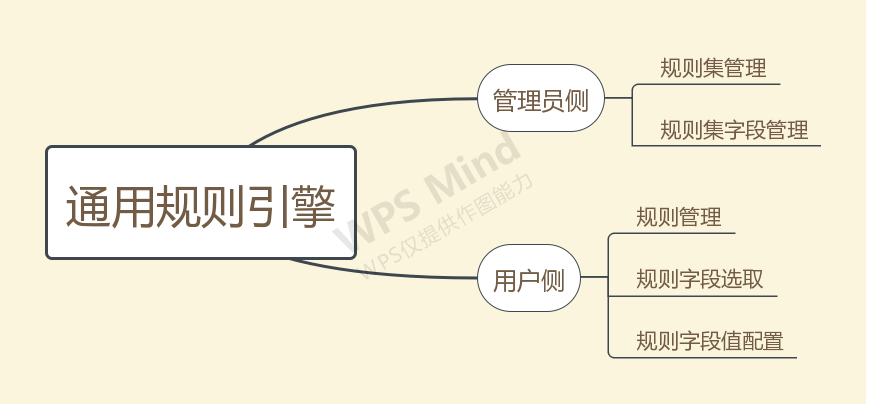 通用规则引擎
管理员侧
规则集管理
规则集字段管理
用户侧
规则管理
规则字段选取
规则字段值配置
WPS Mind
WPS仅提供作图能力